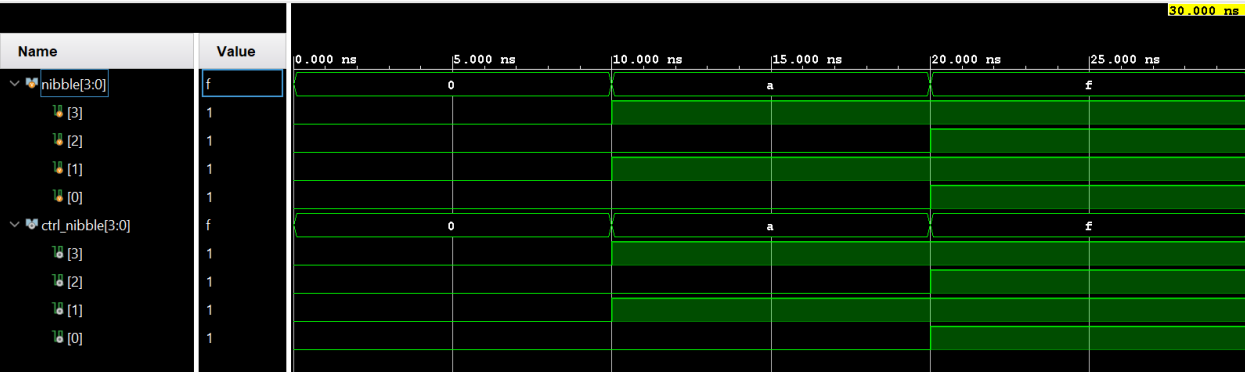 30.000 ns
Name Value
0.000 ns 5.000 ns 10.000 ns 15.000 ns 20.000 ns 25.000 ns
nibble[3:0] f 0 a f
[3] 1
[2] 1
[1] 1
[0] 1
ctrl_nibble[3:0] f 0 a f
[3] 1
[2] 1
[1] 1
[0] 1